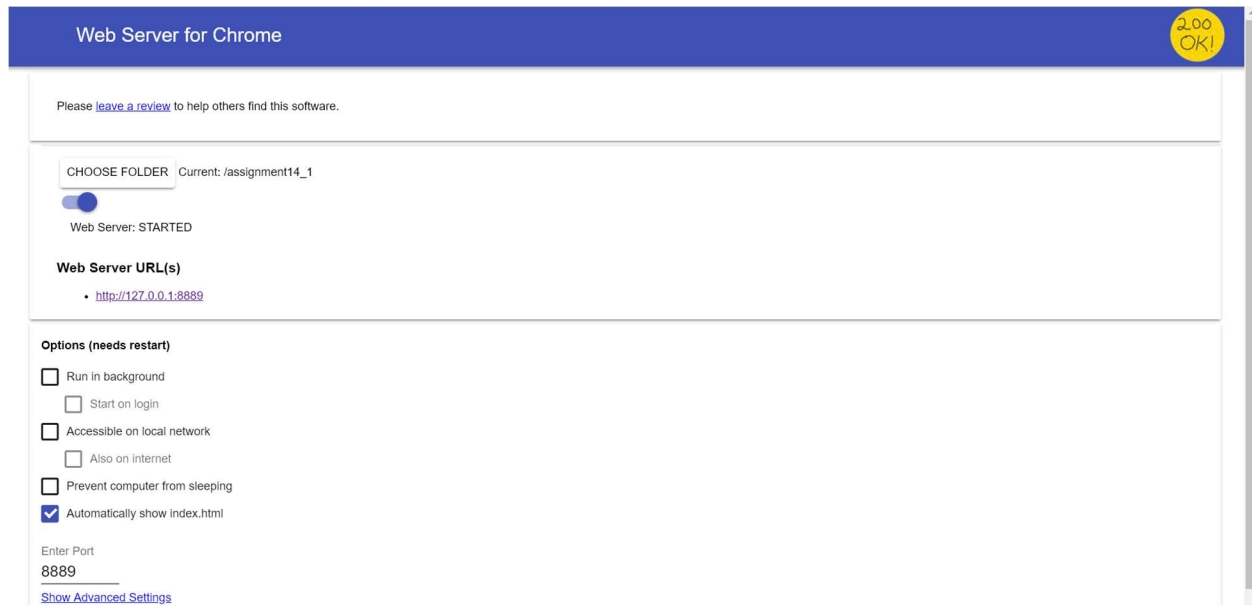 Web Server for Chrome
200
OK!
Please leave a review to help others find this software.
CHOOSE FOLDER Current: /assignment14_1
Web Server: STARTED
Web Server URL(s)
• http://127.0.0.1:8889
Options (needs restart)
Run in background
Start on login
Accessible on local network
Also on internet
Prevent computer from sleeping
Automatically show index.html
Enter Port
8889
Show Advanced Settings